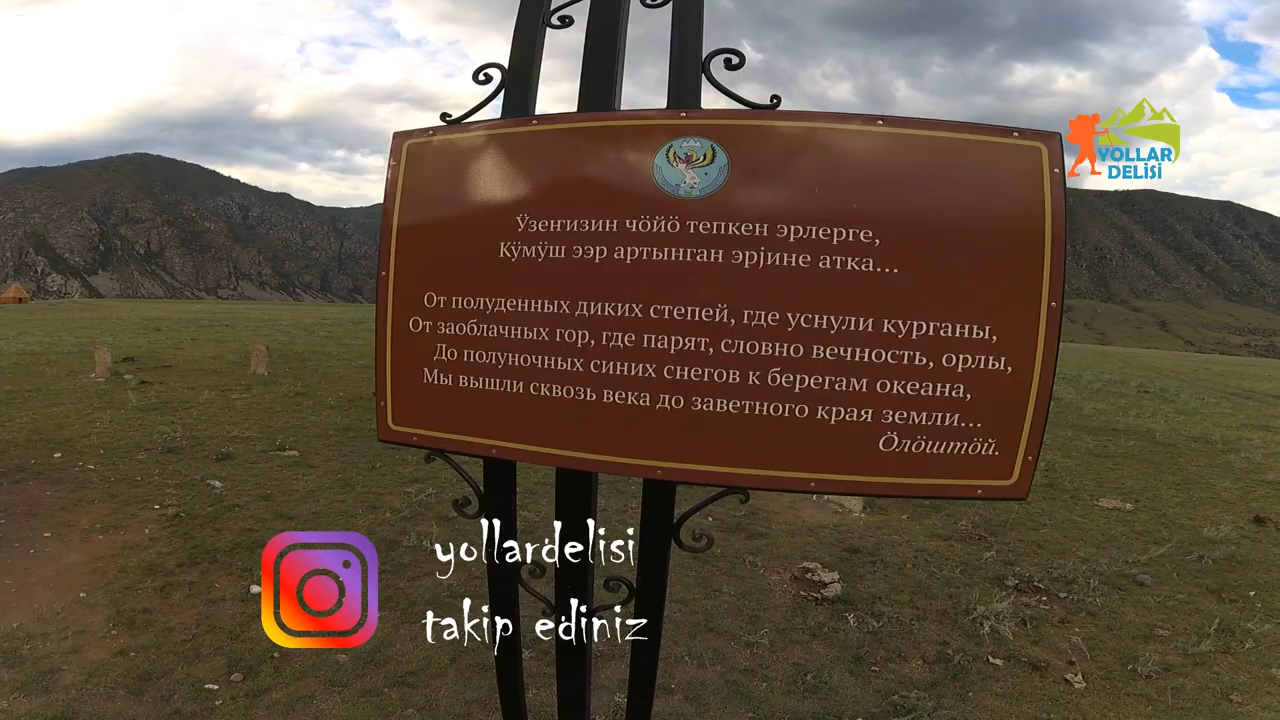 Ӱзеҥизин чӧйӧ тепкен эрлерге,
Кӱмӱш ээр артынган эрјине атка...
От полуденных диких степей, где уснули курганы,
От заоблачных гор, где парят, словно вечность, орлы,
До полуночных синих снегов к берегам океана,
Мы вышли сквозь века до заветного края земли...
Ӧлӧштӧй.
YOLLAR
DELİSİ
yollardelisi
takip ediniz